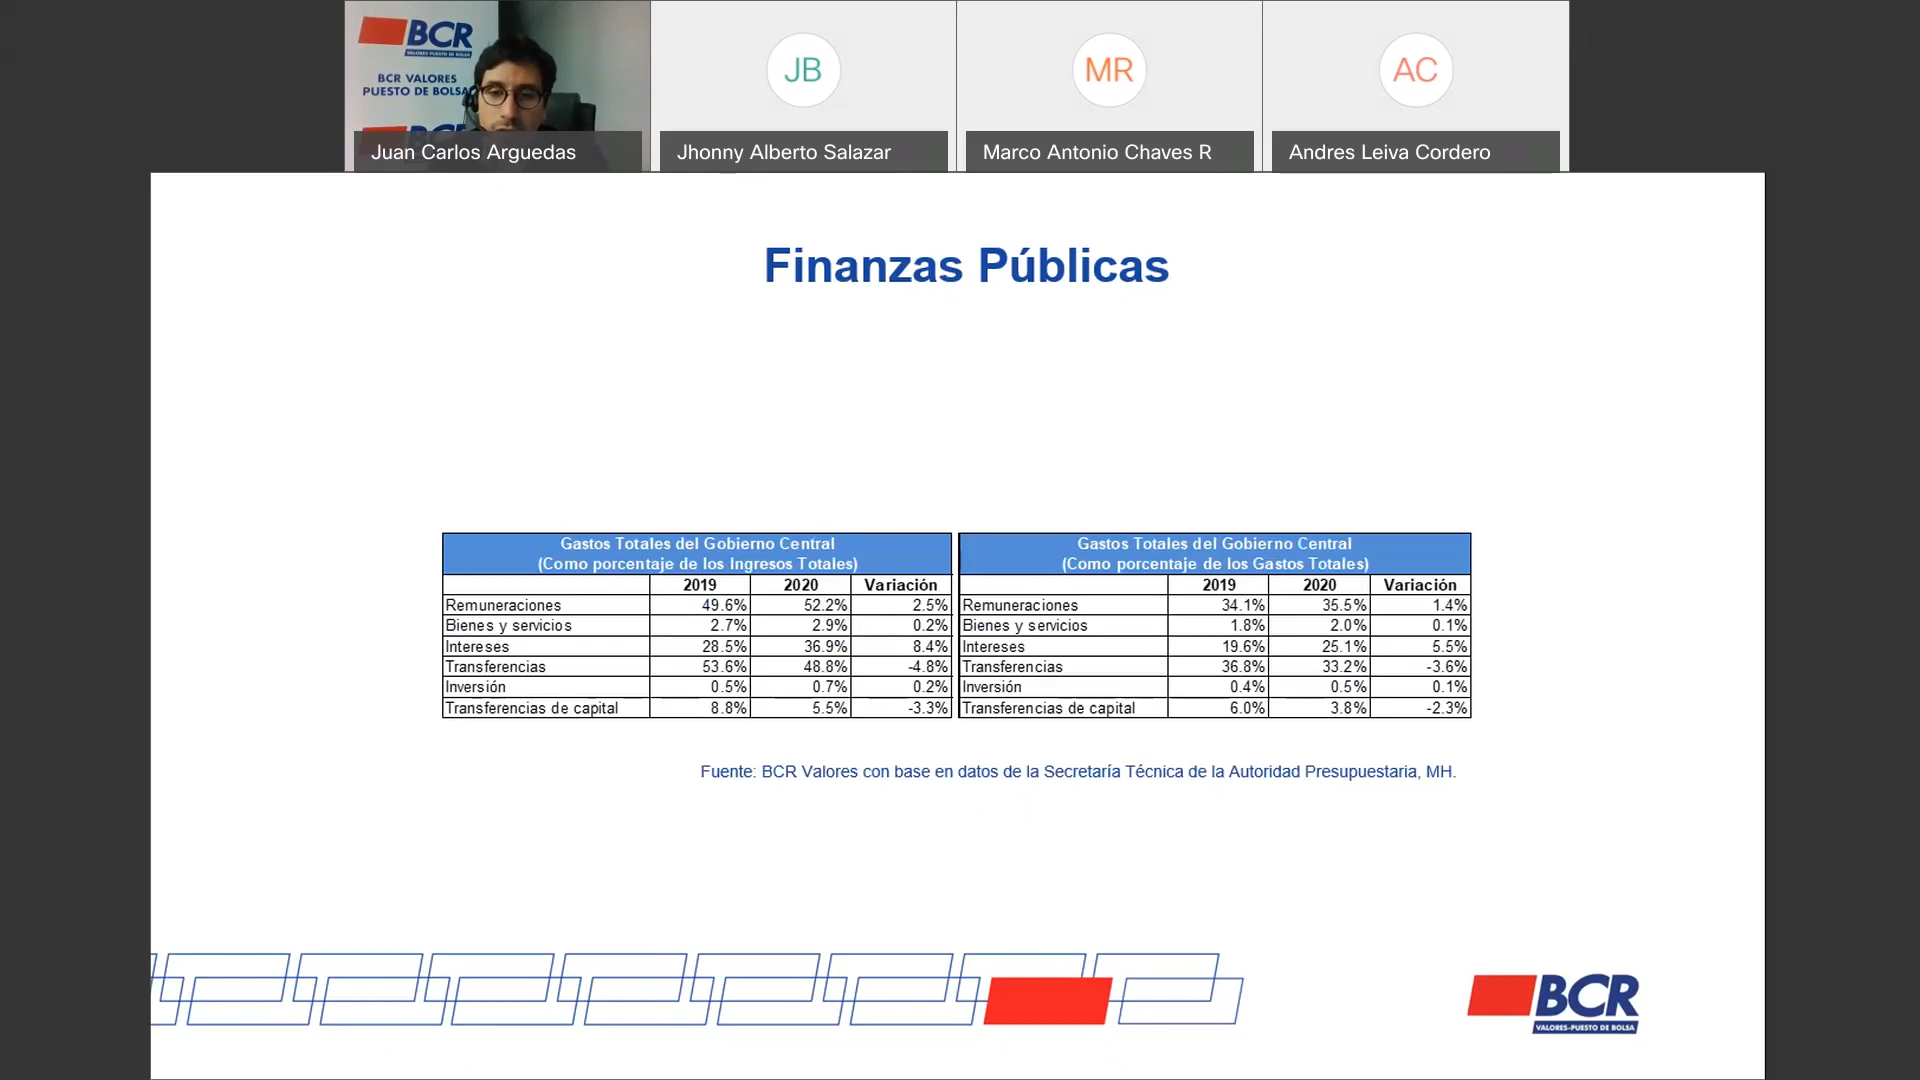 BCR
VALORES PUESTO DE BOLSA
BCR VALORES
PUESTO DE BOLSA
JB
MR
AC
Juan Carlos Arguedas
Jhonny Alberto Salazar
Marco Antonio Chaves R
Andres Leiva Cordero
Finanzas Públicas
Gastos Totales del Gobierno Central
(Como porcentaje de los Ingresos Totales)
2019 2020 Variación
Remuneraciones 49.6% 52.2% 2.5%
Bienes y servicios 2.7% 2.9% 0.2%
Intereses 28.5% 36.9% 8.4%
Transferencias 53.6% 48.8% -4.8%
Inversión 0.5% 0.7% 0.2%
Transferencias de capital 8.8% 5.5% -3.3%
Gastos Totales del Gobierno Central
(Como porcentaje de los Gastos Totales)
2019 2020 Variación
Remuneraciones 34.1% 35.5% 1.4%
Bienes y servicios 1.8% 2.0% 0.1%
Intereses 19.6% 25.1% 5.5%
Transferencias 36.8% 33.2% -3.6%
Inversión 0.4% 0.5% 0.1%
Transferencias de capital 6.0% 3.8% -2.3%
Fuente: BCR Valores con base en datos de la Secretaría Técnica de la Autoridad Presupuestaria, MH.
BCR
VALORES-PUESTO DE BOLSA